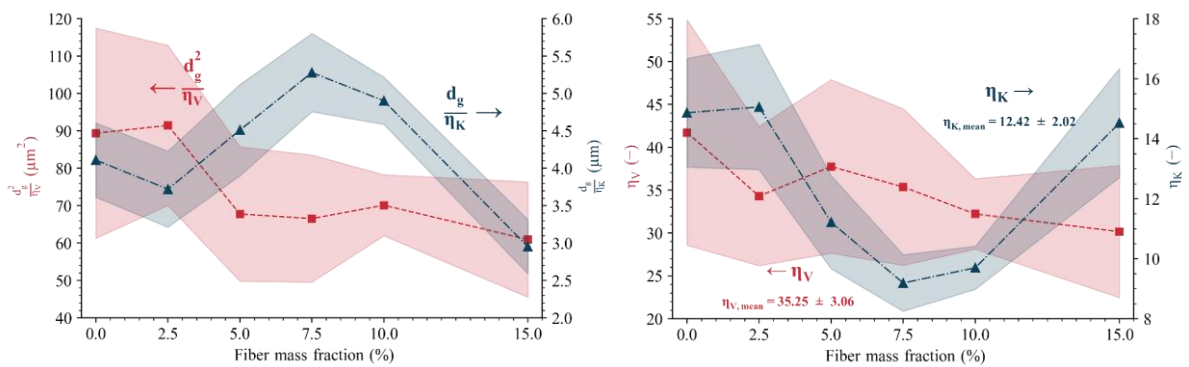 120
110
100
90
80
70
60
50
40
d_g^2/η_V (μm²)
← d_g^2/η_V
d_g/η_K →
6.0
5.5
5.0
4.5
4.0
3.5
3.0
2.5
2.0
d_g/η_K (μm)
0.0 2.5 5.0 7.5 10.0 15.0
Fiber mass fraction (%)
55
50
45
40
35
30
25
20
η_V (−)
η_K →
η_K, mean = 12.42 ± 2.02
← η_V
η_V, mean = 35.25 ± 3.06
18
16
14
12
10
8
η_K (−)
0.0 2.5 5.0 7.5 10.0 15.0
Fiber mass fraction (%)